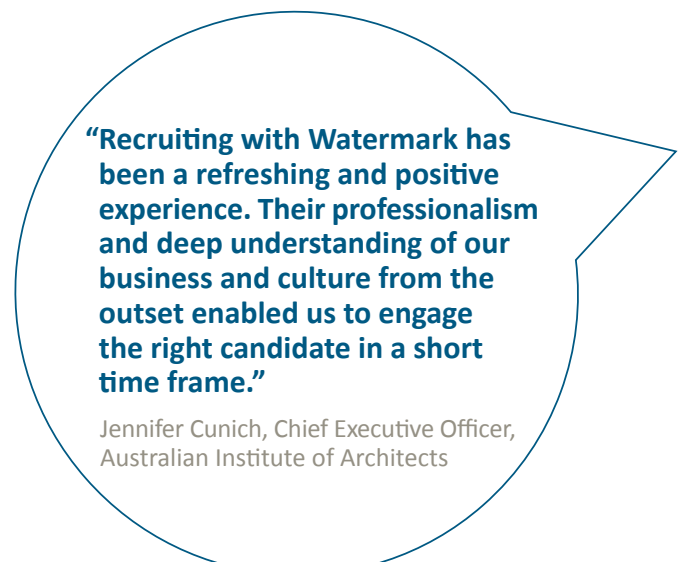 “Recruiting with Watermark has
been a refreshing and positive
experience. Their professionalism
and deep understanding of our
business and culture from the
outset enabled us to engage
the right candidate in a short
time frame.”
Jennifer Cunich, Chief Executive Officer,
Australian Institute of Architects